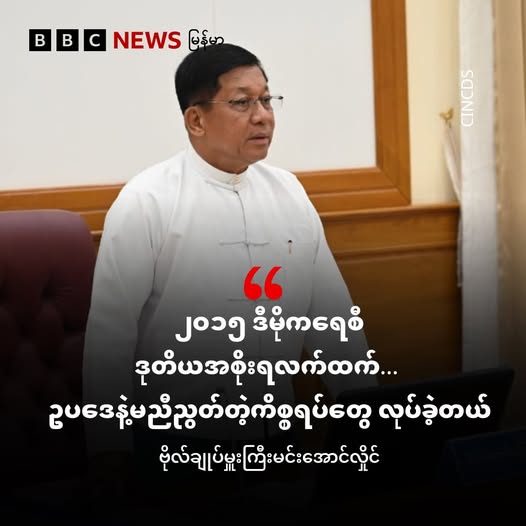 BBC NEWS မြန်မာ
CINCDS
“
၂၀၁၅ ဒီမိုကရေစီ
ဒုတိယအစိုးရလက်ထက်...
ဥပဒေနဲ့မညီညွတ်တဲ့ကိစ္စရပ်တွေ လုပ်ခဲ့တယ်
ဗိုလ်ချုပ်မှူးကြီးမင်းအောင်လှိုင်